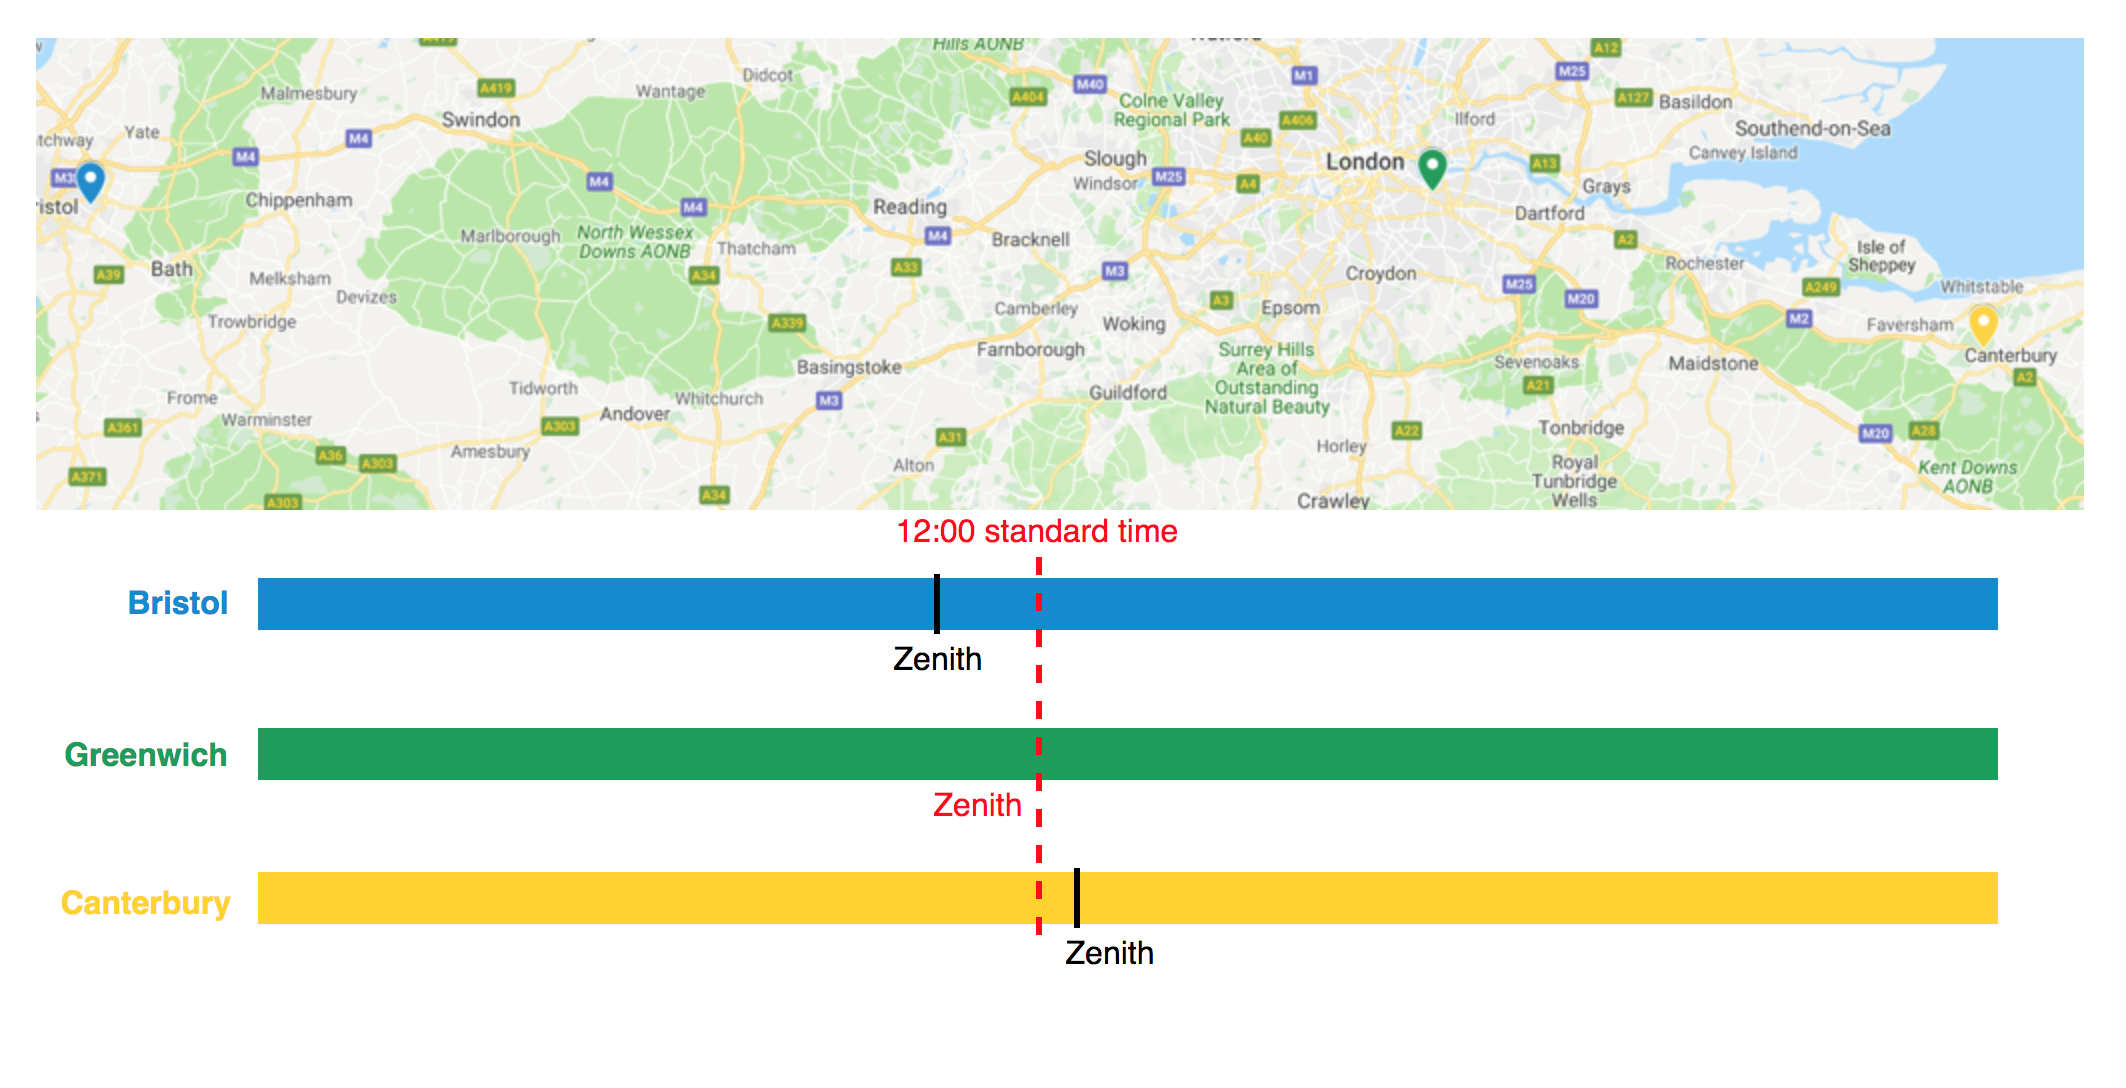 Hills AONB
A12
M25
M1
M40
Didcot
A419
Wantage
Malmesbury
A404
Colne Valley
Regional Park
A127
Basildon
Swindon
A406
Ilford
Southend-on-Sea
Yate
M4
A40
Canvey Island
M4
Slough
London
A13
M4
Windsor
M25
A4
Grays
Chippenham
M4
Reading
Dartford
Marlborough
North Wessex
Downs AONB
Thatcham
M4
Bracknell
A2
Isle of
Sheppey
A39
Bath
Melksham
A34
A33
M3
Croydon
Rochester
M25
M20
A249
Whitstable
Devizes
Camberley
A3
Epsom
Trowbridge
A339
Woking
M2
Faversham
Farnborough
Surrey Hills
Area of
Outstanding
Natural Beauty
Basingstoke
Sevenoaks
Maidstone
Canterbury
Tidworth
Guildford
A21
A2
Frome
Whitchurch
M3
Warminster
Andover
A361
A303
A31
A22
Tonbridge
M20
A28
Horley
Amesbury
A36
A303
Alton
Royal
Tunbridge
Wells
Kent Downs
AONB
A371
A303
A34
Crawley
12:00 standard time
Bristol
Zenith
Greenwich
Zenith
Canterbury
Zenith